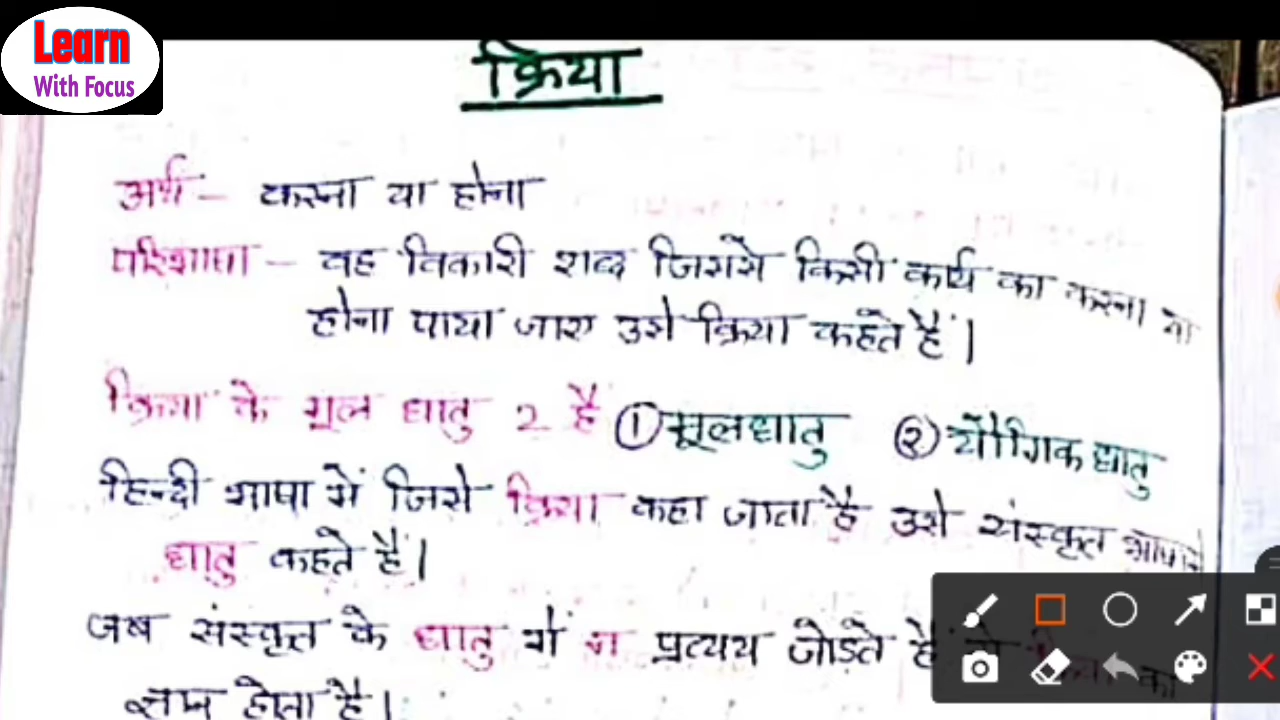 Learn
With Focus
क्रिया
अर्थ - करना या होना
परिभाषा - वह विकारी शब्द जिससे किसी कार्य का करना या
होना पाया जाए उसे क्रिया कहते हैं।
क्रिया के मूल धातु 2 है ① मूलधातु ② यौगिक धातु
हिन्दी भाषा में जिसे क्रिया कहा जाता है उसे संस्कृत भाषा में
धातु कहते हैं।
जब संस्कृत के धातु में ना प्रत्यय जोडते है तो क्रिया का
होता है।